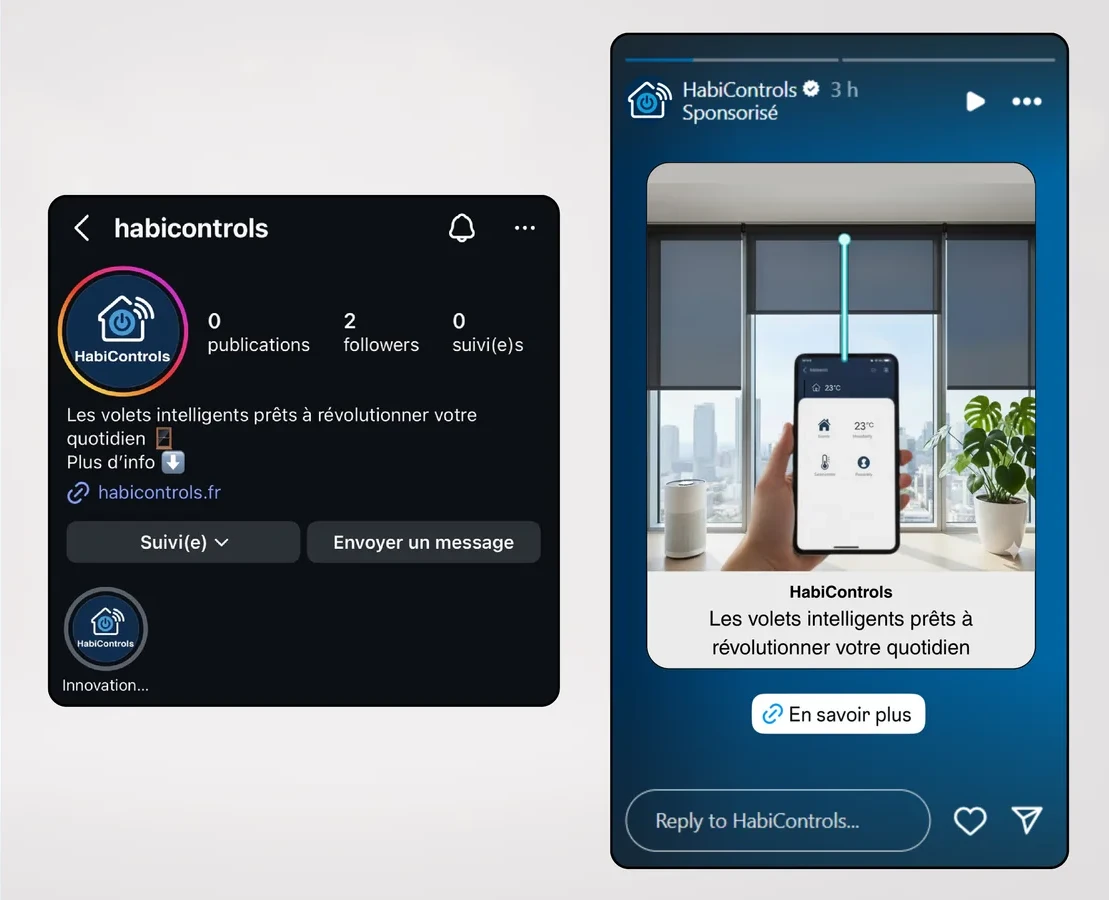 habicontrols
HabiControls
0
publications
2
followers
0
suivi(e)s
Les volets intelligents prêts à révolutionner votre
quotidien
Plus d'info
habicontrols.fr
Suivi(e)
Envoyer un message
HabiControls
Innovation...
HabiControls 3 h
Sponsorisé
23°C
23°C
HabiControls
Les volets intelligents prêts à
révolutionner votre quotidien
En savoir plus
Reply to HabiControls...